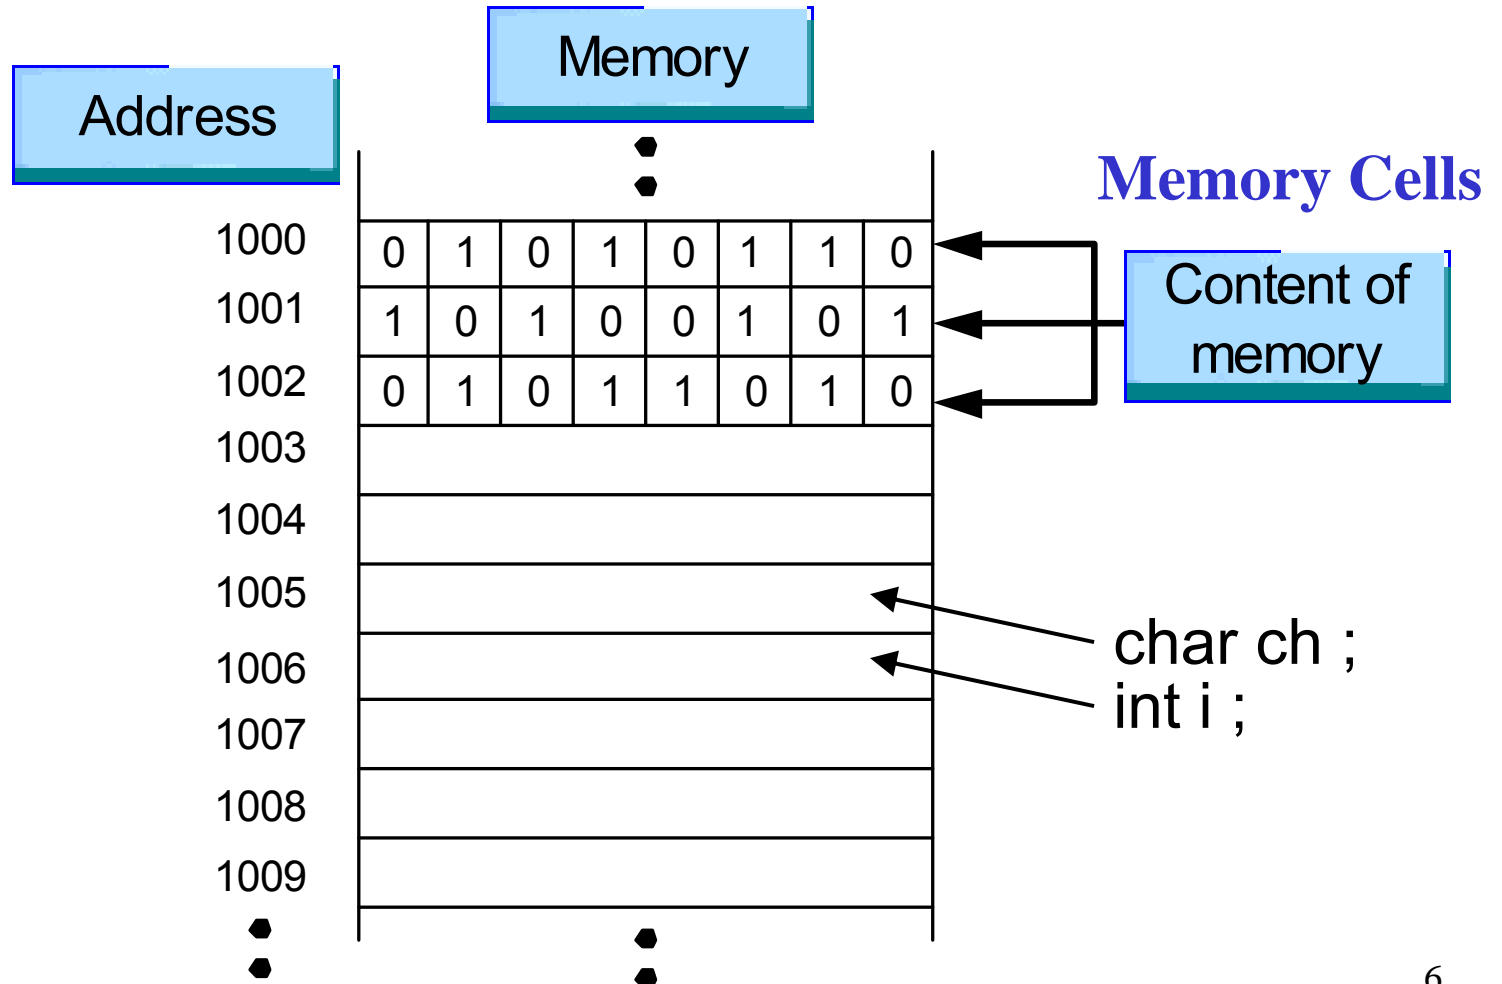 Memory
Address
Memory Cells
1000 0 1 0 1 0 1 1 0
Content of
memory
1001 1 0 1 0 0 1 0 1
1002 0 1 0 1 1 0 1 0
1003
1004
1005
char ch ;
1006
int i ;
1007
1008
1009
6